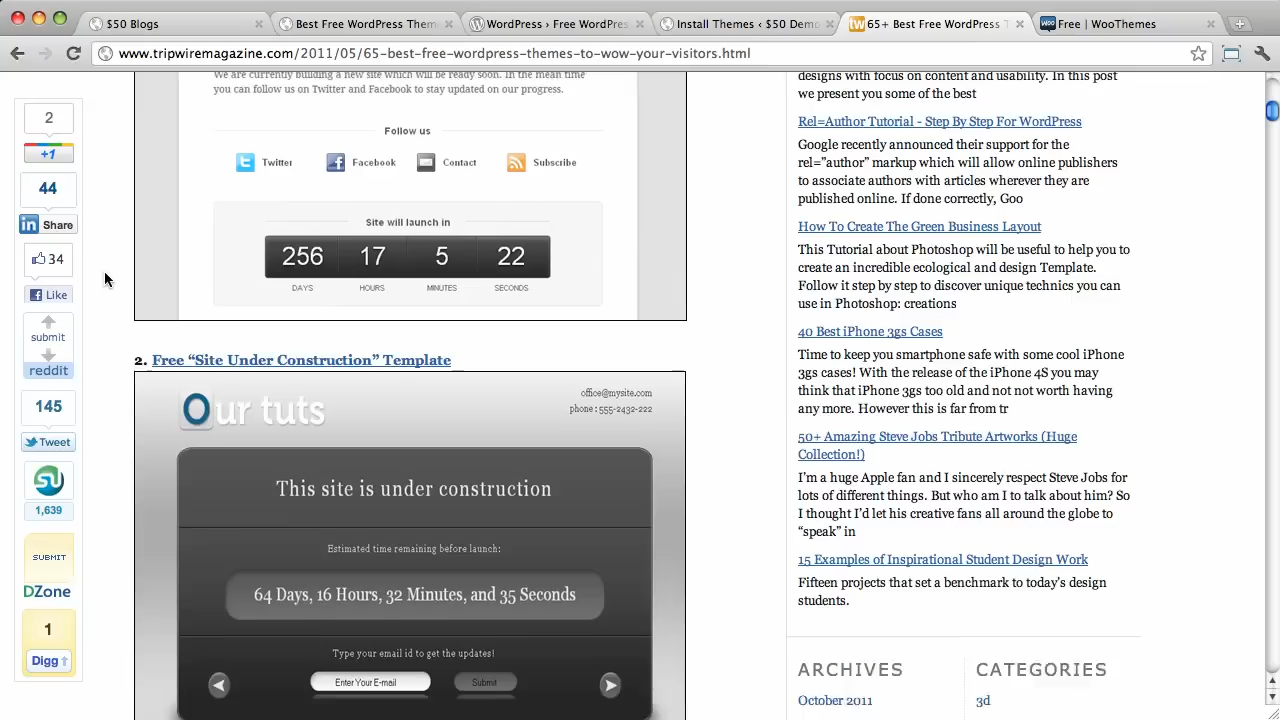 $50 Blogs
Best Free WordPress Them
WordPress › Free WordPres
Install Themes ‹ $50 Demo
65+ Best Free WordPress T
Free | WooThemes
www.tripwiremagazine.com/2011/05/65-best-free-wordpress-themes-to-wow-your-visitors.html
2
+1
44
in Share
34
Like
submit
reddit
145
Tweet
1,639
SUBMIT
DZone
1
Digg
We are currently building a new site which will be ready soon. In the mean time
you can follow us on Twitter and Facebook to stay updated on our progress.
Follow us
Twitter
Facebook
Contact
Subscribe
Site will launch in
256 17 5 22
DAYS HOURS MINUTES SECONDS
2. Free “Site Under Construction” Template
Our tuts
office@mysite.com
phone : 555-2432-222
This site is under construction
Estimated time remaining before launch:
64 Days, 16 Hours, 32 Minutes, and 35 Seconds
Type your email id to get the updates!
Enter Your E-mail
Submit
designs with focus on content and usability. In this post
we present you some of the best
Rel=Author Tutorial - Step By Step For WordPress
Google recently announced their support for the
rel=”author” markup which will allow online publishers
to associate authors with articles wherever they are
published online. If done correctly, Goo
How To Create The Green Business Layout
This Tutorial about Photoshop will be useful to help you to
create an incredible ecological and design Template.
Follow it step by step to discover unique technics you can
use in Photoshop: creations
40 Best iPhone 3gs Cases
Time to keep you smartphone safe with some cool iPhone
3gs cases! With the release of the iPhone 4S you may
think that iPhone 3gs too old and not not worth having
any more. However this is far from tr
50+ Amazing Steve Jobs Tribute Artworks (Huge
Collection!)
I’m a huge Apple fan and I sincerely respect Steve Jobs for
lots of different things. But who am I to talk about him? So
I thought I’d let his creative fans all around the globe to
“speak” in
15 Examples of Inspirational Student Design Work
Fifteen projects that set a benchmark to today’s design
students.
ARCHIVES
CATEGORIES
October 2011
3d